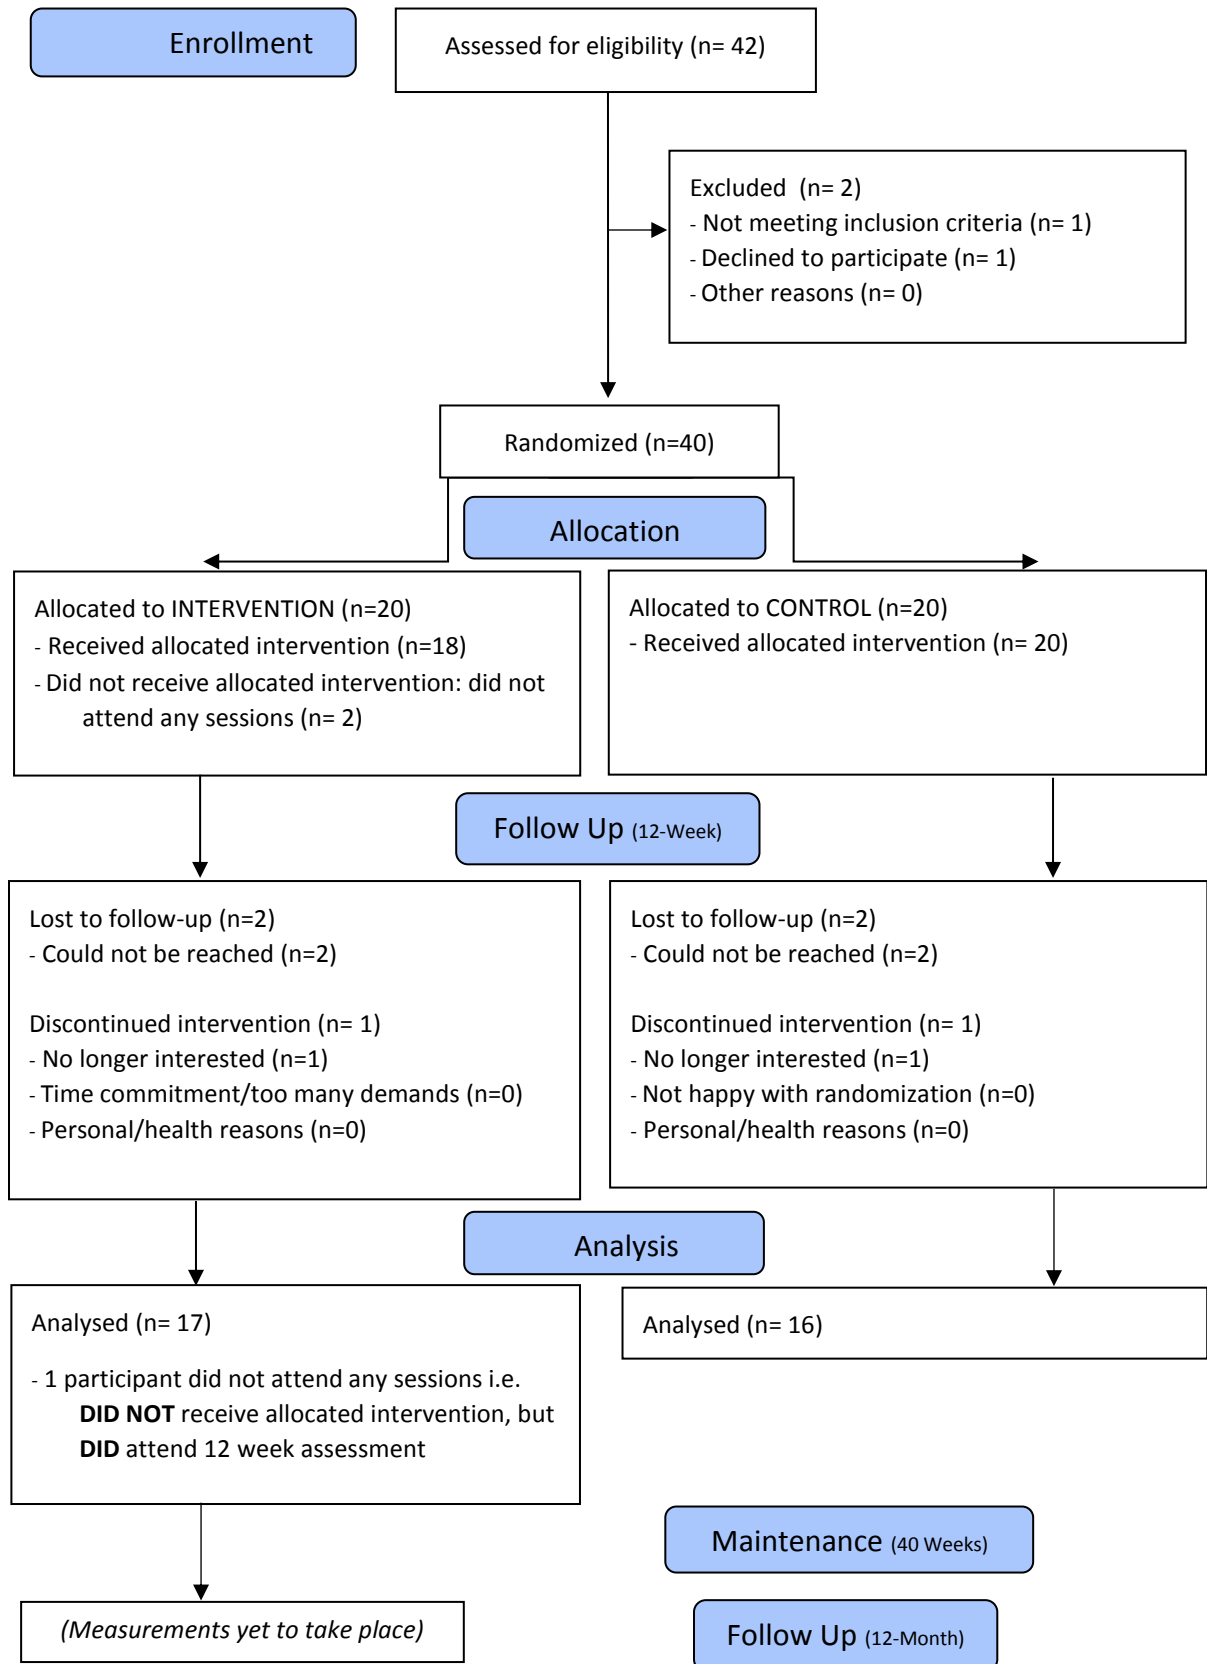 Enrollment
Assessed for eligibility (n= 42)
Excluded  (n= 2)
- Not meeting inclusion criteria (n= 1)
- Declined to participate (n= 1)
- Other reasons (n= 0)
Randomized (n=40)
Allocation
Allocated to INTERVENTION (n=20)
- Received allocated intervention (n=18)
- Did not receive allocated intervention: did not
attend any sessions (n= 2)
Allocated to CONTROL (n=20)
- Received allocated intervention (n= 20)
Follow Up (12-Week)
Lost to follow-up (n=2)
- Could not be reached (n=2)
Discontinued intervention (n= 1)
- No longer interested (n=1)
- Time commitment/too many demands (n=0)
- Personal/health reasons (n=0)
Lost to follow-up (n=2)
- Could not be reached (n=2)
Discontinued intervention (n= 1)
- No longer interested (n=1)
- Not happy with randomization (n=0)
- Personal/health reasons (n=0)
Analysis
Analysed (n= 17)
- 1 participant did not attend any sessions i.e.
DID NOT receive allocated intervention, but
DID attend 12 week assessment
Analysed (n= 16)
Maintenance (40 Weeks)
(Measurements yet to take place)
Follow Up (12-Month)